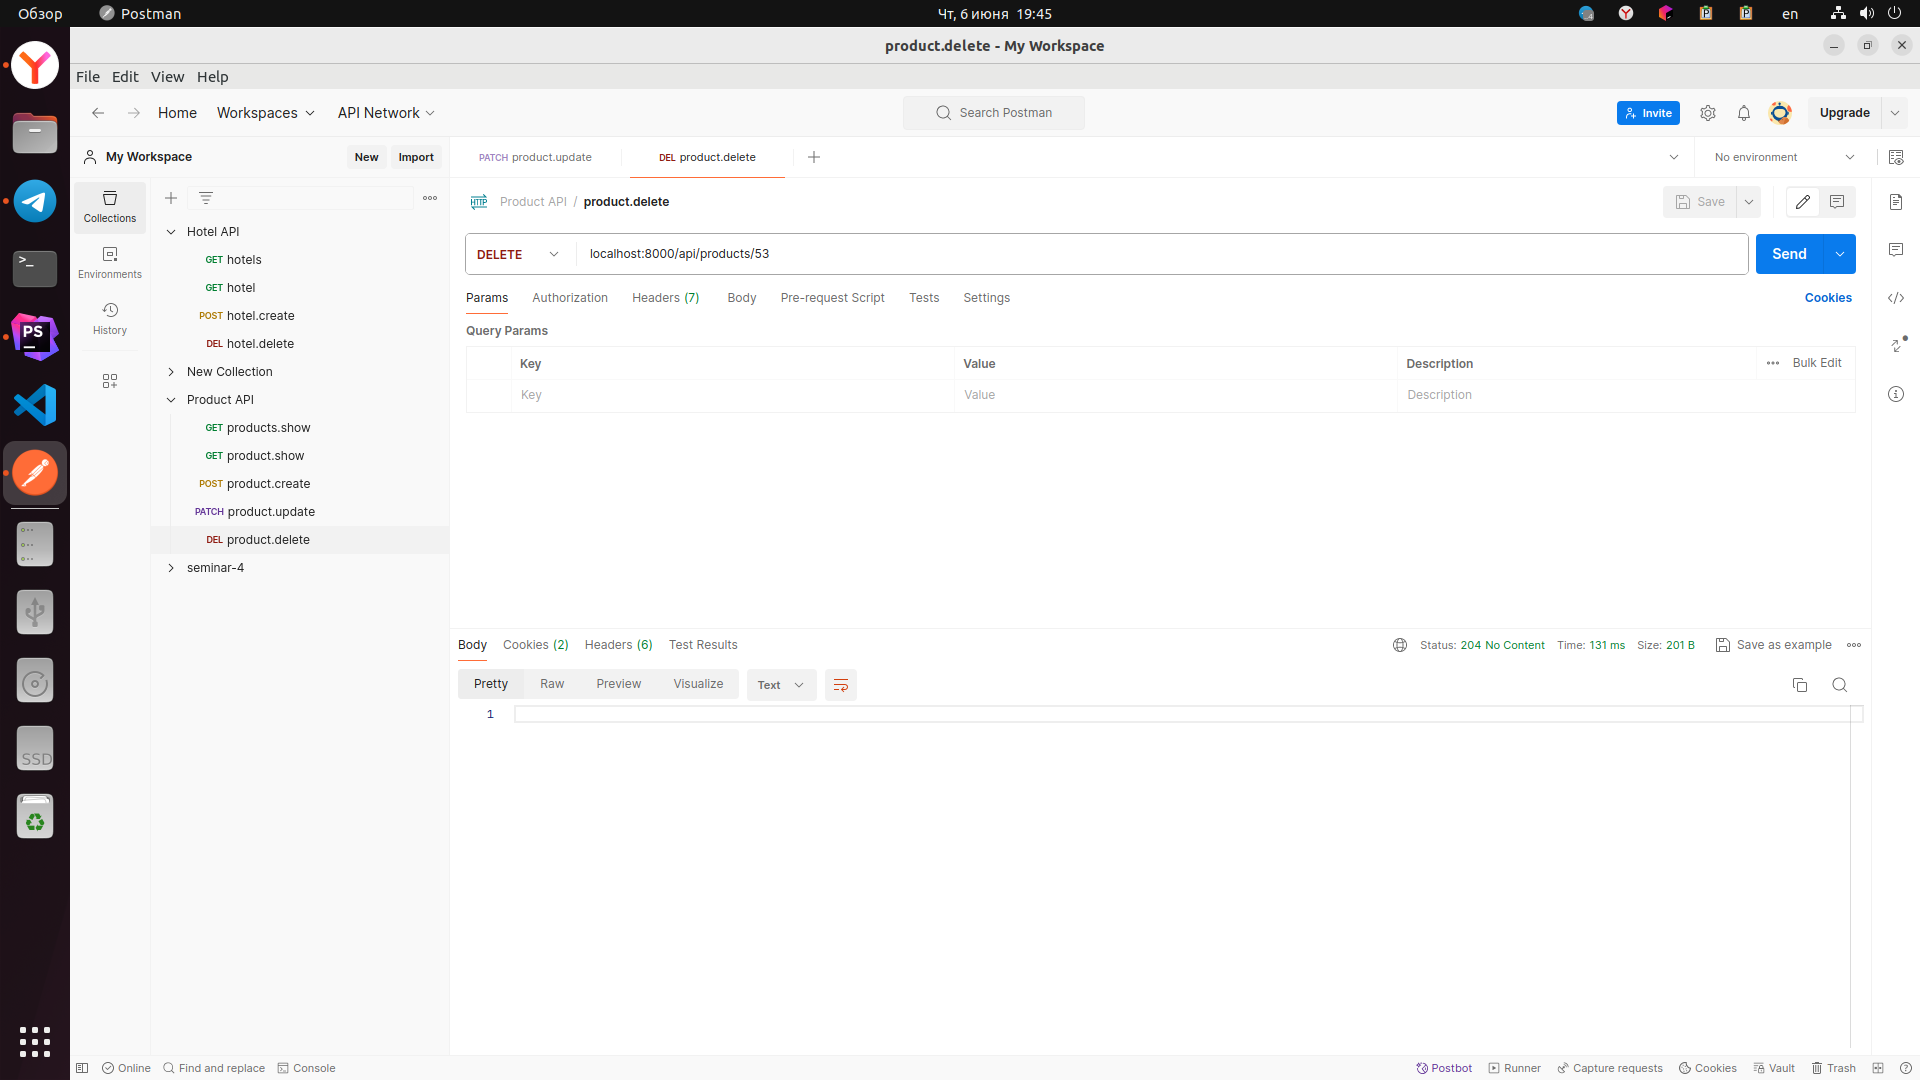 Обзор
Postman
Чт, 6 июня 19:45
en
product.delete - My Workspace
File Edit View Help
Home Workspaces API Network
Search Postman
Invite
Upgrade
My Workspace
New
Import
PATCH product.update
DEL product.delete
No environment
Collections
Environments
History
Hotel API
GET hotels
GET hotel
POST hotel.create
DEL hotel.delete
New Collection
Product API
GET products.show
GET product.show
POST product.create
PATCH product.update
DEL product.delete
seminar-4
HTTP Product API / product.delete
Save
DELETE
localhost:8000/api/products/53
Send
Params Authorization Headers (7) Body Pre-request Script Tests Settings
Cookies
Query Params
Key Value Description
Bulk Edit
Key Value Description
Body Cookies (2) Headers (6) Test Results
Status: 204 No Content Time: 131 ms Size: 201 B
Save as example
Pretty Raw Preview Visualize
Text
1
>_
PS
SSD
Online
Find and replace
Console
Postbot
Runner
Capture requests
Cookies
Vault
Trash